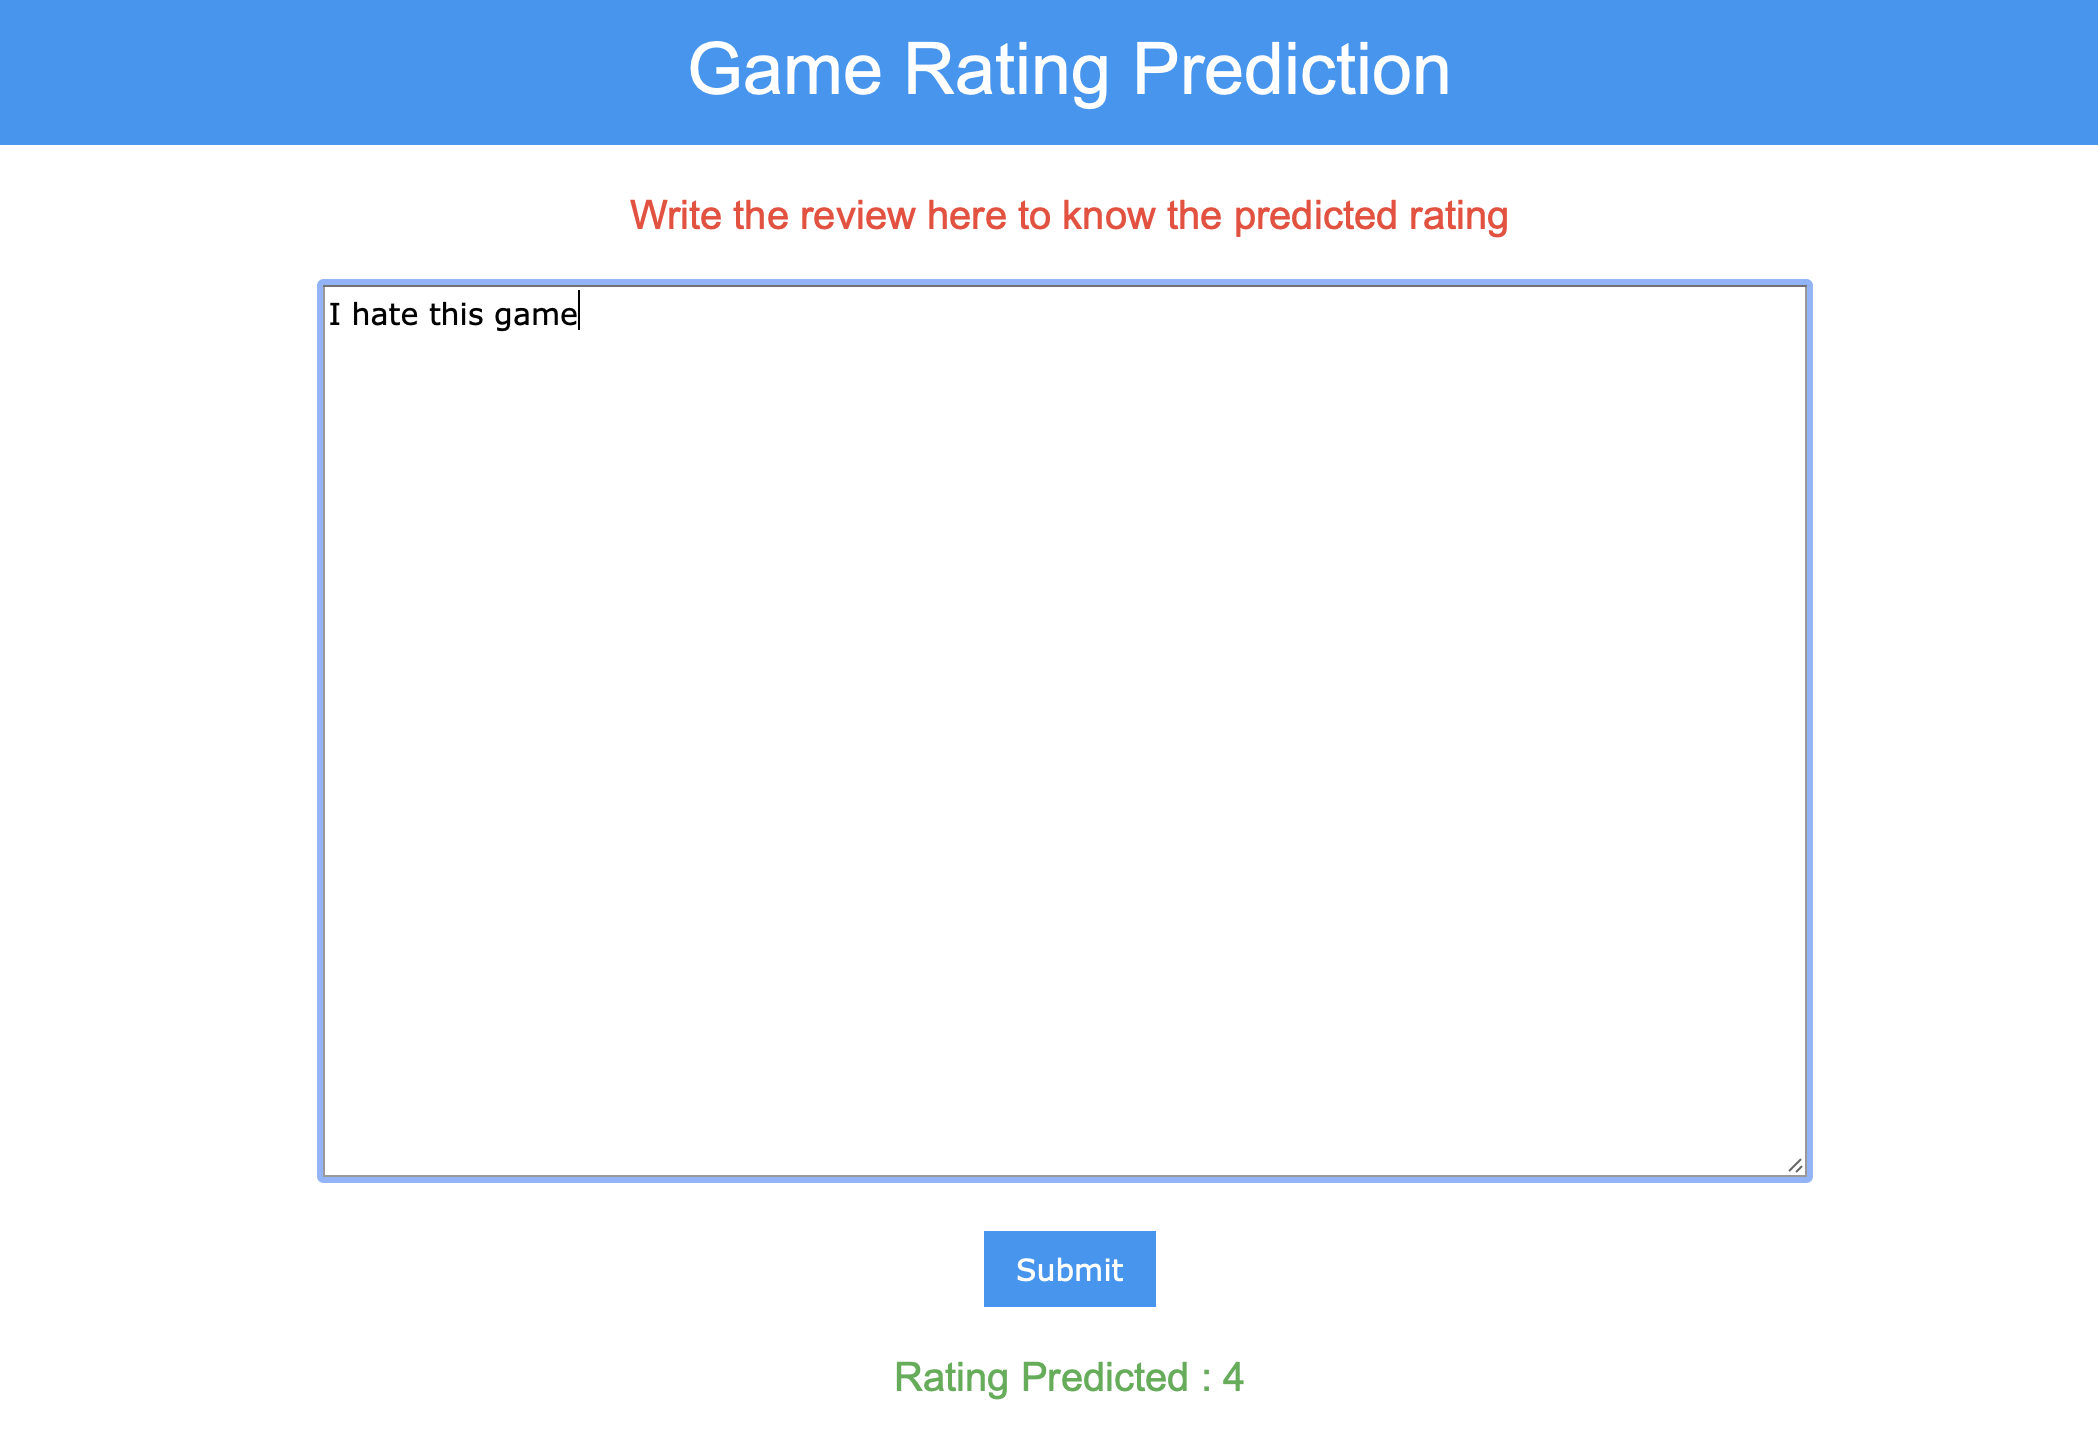 Game Rating Prediction
Write the review here to know the predicted rating
I hate this game
Submit
Rating Predicted : 4